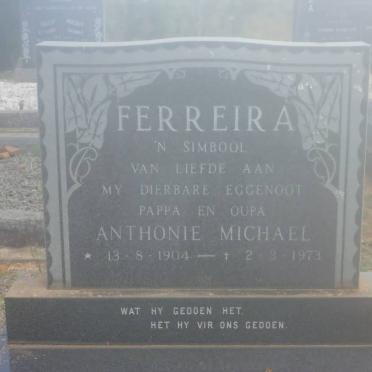 FERREIRA
'N SIMBOOL
VAN LIEFDE AAN
MY DIERBARE EGGENOOT
PAPPA EN OUPA
ANTHONIE MICHAEL
* 13-8-1904 — † 2-3-1973
WAT HY GEDOEN HET,
HET HY VIR ONS GEDOEN.